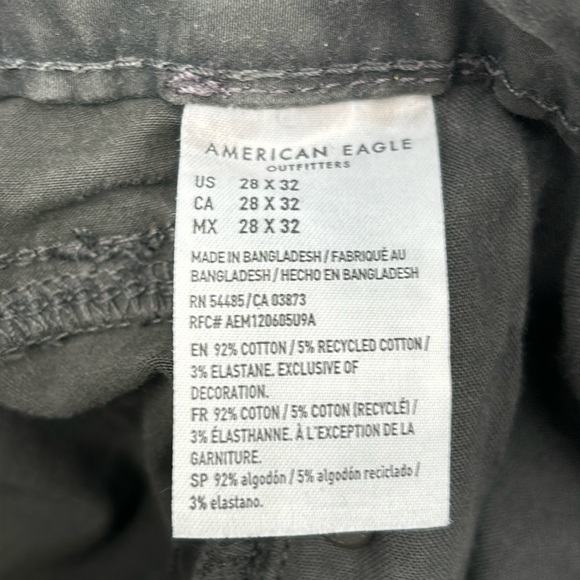 AMERICAN EAGLE
OUTFITTERS
US 28 X 32
CA 28 X 32
MX 28 X 32
MADE IN BANGLADESH / FABRIQUÉ AU
BANGLADESH / HECHO EN BANGLADESH
RN 54485/CA 03873
RFC# AEM120605U9A
EN 92% COTTON / 5% RECYCLED COTTON /
3% ELASTANE. EXCLUSIVE OF
DECORATION.
FR 92% COTON / 5% COTON (RECYCLÉ) /
3% ÉLASTHANNE. À L'EXCEPTION DE LA
GARNITURE.
SP 92% algodón / 5% algodón reciclado /
3% elastano.